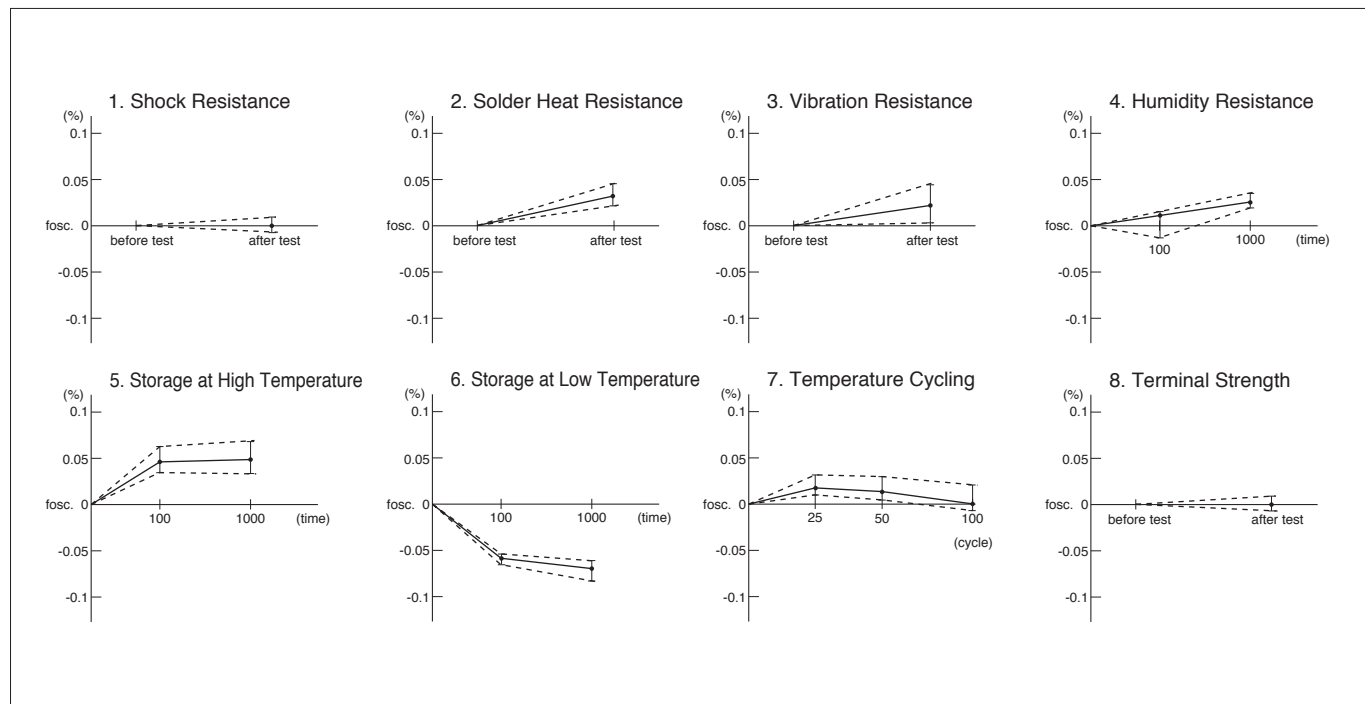 1. Shock Resistance
(%)
0.1
0.05
fosc. 0
before test after test
-0.05
-0.1
2. Solder Heat Resistance
(%)
0.1
0.05
fosc. 0
before test after test
-0.05
-0.1
3. Vibration Resistance
(%)
0.1
0.05
fosc. 0
before test after test
-0.05
-0.1
4. Humidity Resistance
(%)
0.1
0.05
fosc. 0
100 1000 (time)
-0.05
-0.1
5. Storage at High Temperature
(%)
0.1
0.05
fosc. 0
100 1000 (time)
-0.05
-0.1
6. Storage at Low Temperature
(%)
0.1
0.05
fosc. 0
100 1000 (time)
-0.05
-0.1
7. Temperature Cycling
(%)
0.1
0.05
fosc. 0
25 50 100
(cycle)
-0.05
-0.1
8. Terminal Strength
(%)
0.1
0.05
fosc. 0
before test after test
-0.05
-0.1